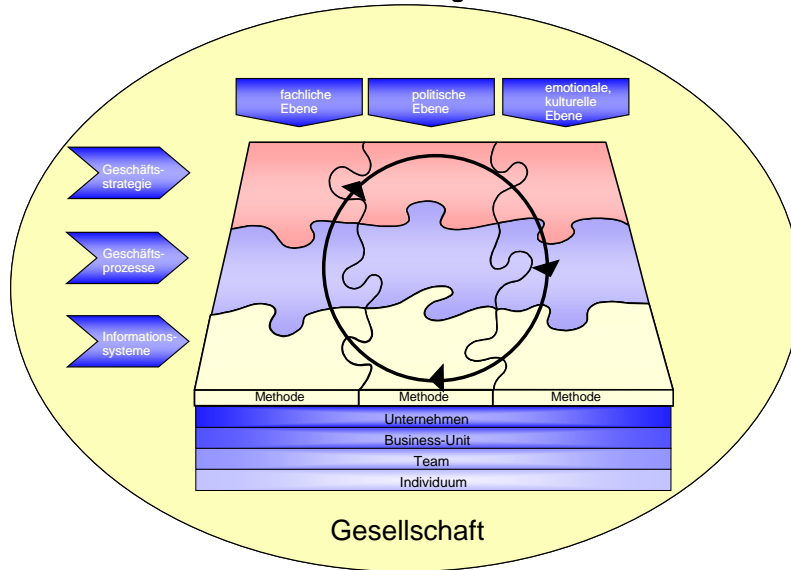 fachliche
Ebene
politische
Ebene
emotionale,
kulturelle
Ebene
Geschäfts-
strategie
Geschäfts-
prozesse
Informations-
systeme
Methode
Methode
Methode
Unternehmen
Business-Unit
Team
Individuum
Gesellschaft